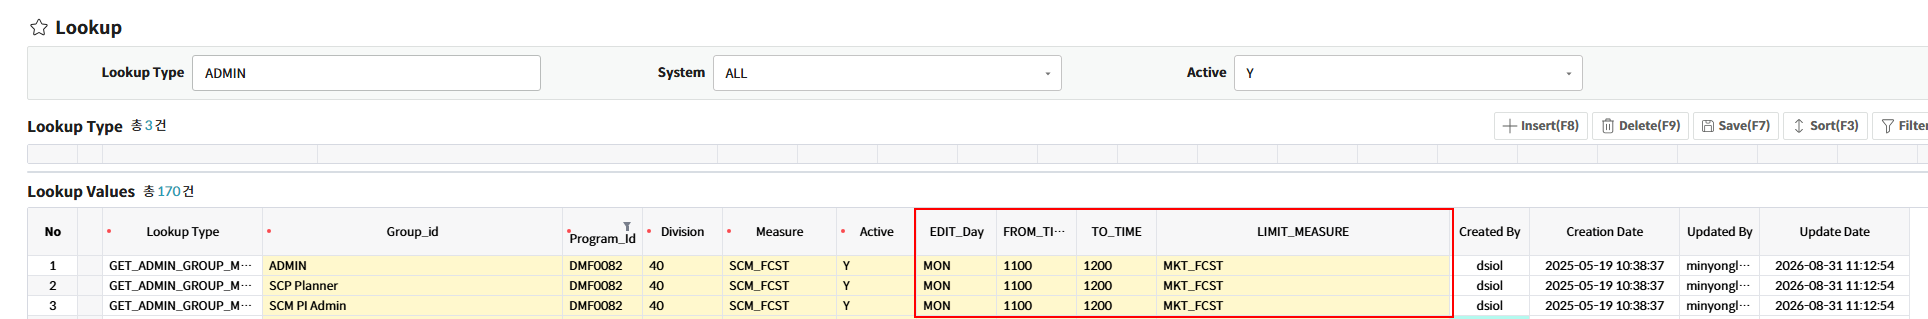 Lookup
Lookup Type ADMIN System ALL Active Y
Lookup Type 총 3 건 Insert(F8) Delete(F9) Save(F7) Sort(F3) Filter
Lookup Values 총 170 건
No Lookup Type Group_id Program_Id Division Measure Active EDIT_Day FROM_TI··· TO_TIME LIMIT_MEASURE Created By Creation Date Updated By Update Date
1 GET_ADMIN_GROUP_M··· ADMIN DMF0082 40 SCM_FCST Y MON 1100 1200 MKT_FCST dsiol 2025-05-19 10:38:37 minyongl··· 2026-08-31 11:12:54
2 GET_ADMIN_GROUP_M··· SCP Planner DMF0082 40 SCM_FCST Y MON 1100 1200 MKT_FCST dsiol 2025-05-19 10:38:37 minyongl··· 2026-08-31 11:12:54
3 GET_ADMIN_GROUP_M··· SCM PI Admin DMF0082 40 SCM_FCST Y MON 1100 1200 MKT_FCST dsiol 2025-05-19 10:38:37 minyongl··· 2026-08-31 11:12:54